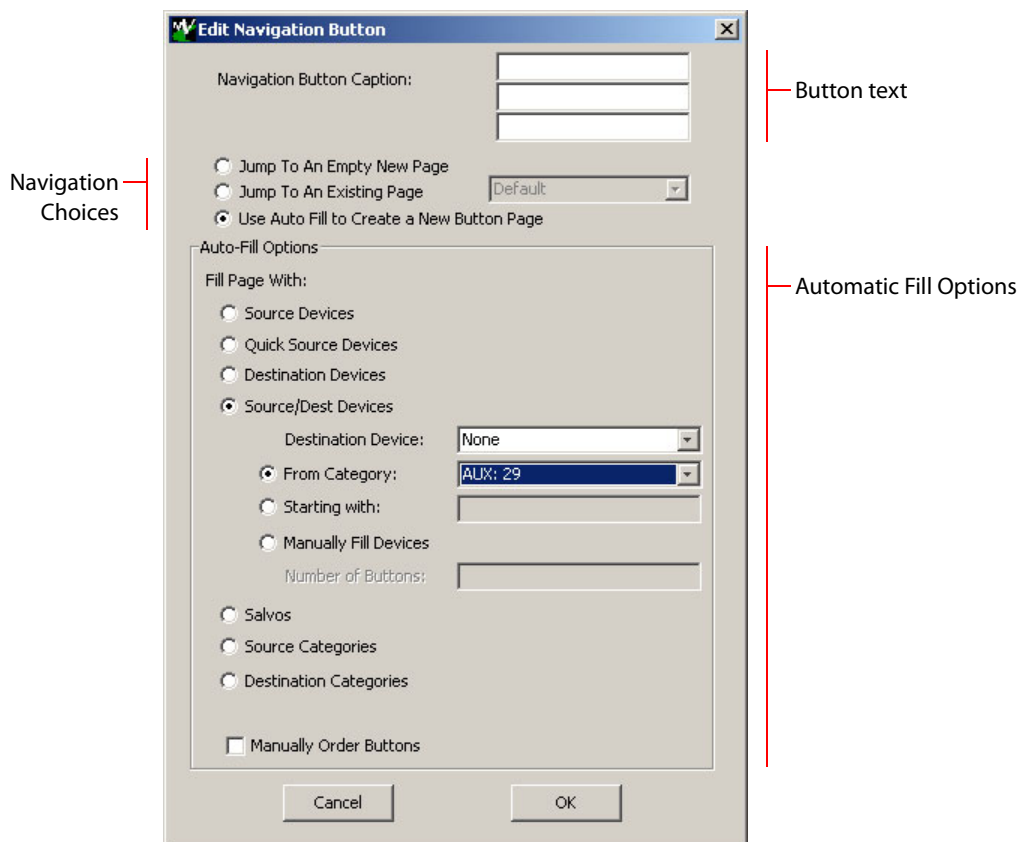 Edit Navigation Button
Navigation Button Caption:
Button text
Navigation
Choices
Jump To An Empty New Page
Jump To An Existing Page
Default
Use Auto Fill to Create a New Button Page
Auto-Fill Options
Automatic Fill Options
Fill Page With:
Source Devices
Quick Source Devices
Destination Devices
Source/Dest Devices
Destination Device:
None
From Category:
AUX: 29
Starting with:
Manually Fill Devices
Number of Buttons:
Salvos
Source Categories
Destination Categories
Manually Order Buttons
Cancel
OK